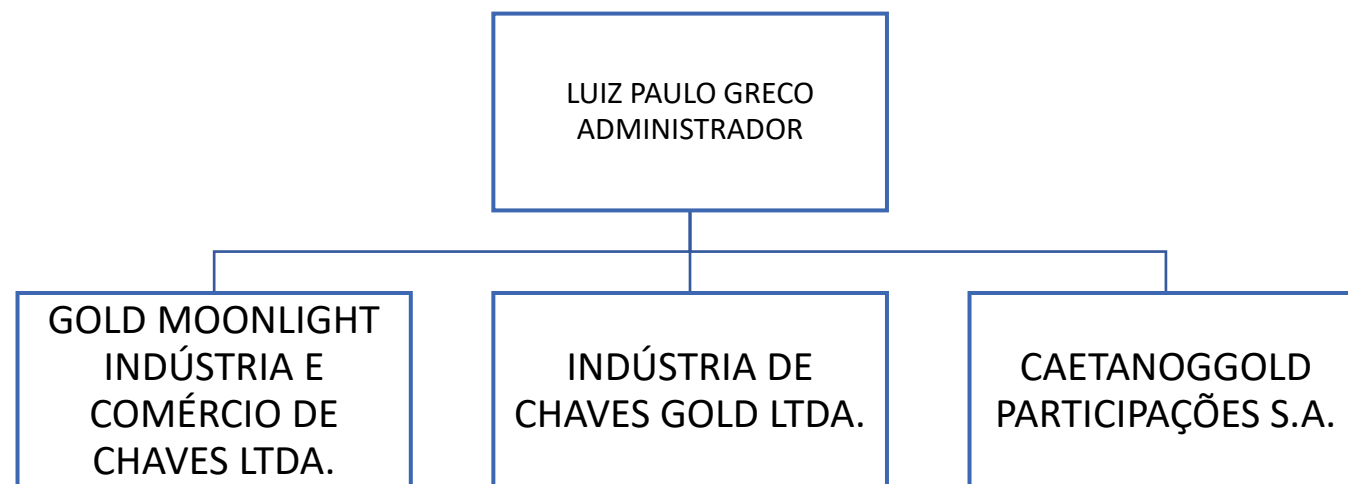 LUIZ PAULO GRECO
ADMINISTRADOR
GOLD MOONLIGHT
INDÚSTRIA E
COMÉRCIO DE
CHAVES LTDA.
INDÚSTRIA DE
CHAVES GOLD LTDA.
CAETANOGGOLD
PARTICIPAÇÕES S.A.